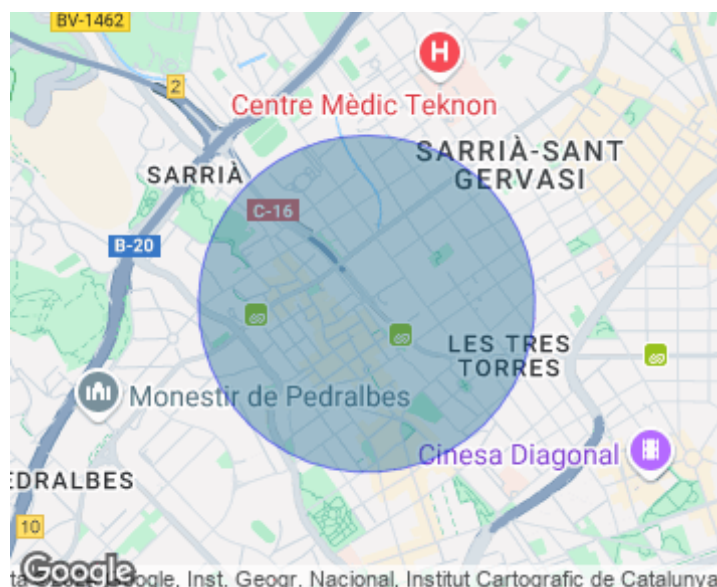 BV-1462
H
2
Centre Mèdic Teknon
SARRIÀ-SANT
GERVASI
SARRIÀ
C-16
B-20
LES TRES
TORRES
Monestir de Pedralbes
Cinesa Diagonal
EDRALBES
10
Google
ogle, Inst. Geogr. Nacional, Institut Cartogràfic de Catalunya